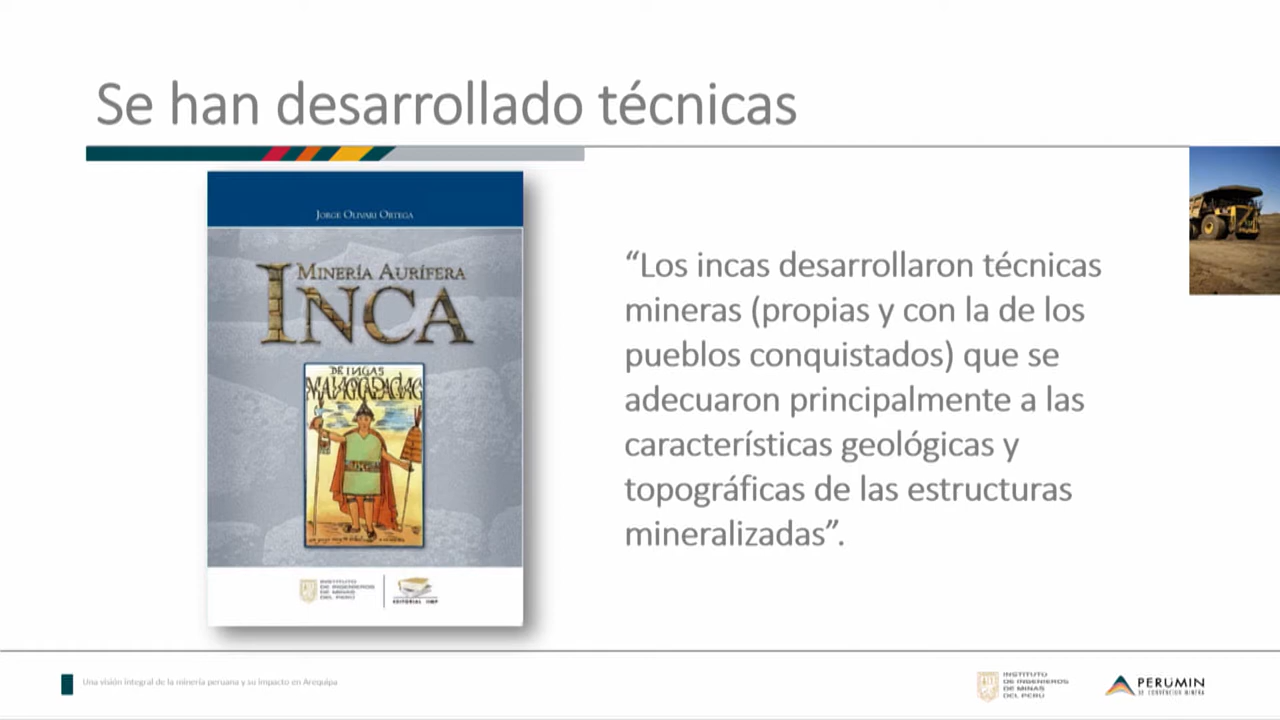 Se han desarrollado técnicas
JORGE OLIVARI ORTEGA
MINERÍA AURÍFERA
INCA
DE INGAS
“Los incas desarrollaron técnicas
mineras (propias y con la de los
pueblos conquistados) que se
adecuaron principalmente a las
características geológicas y
topográficas de las estructuras
mineralizadas”.
INSTITUTO
DE INGENIEROS
DE MINAS
DEL PERÚ
EDITORIAL IIMP
Una visión integral de la minería peruana y su impacto en Arequipa
INSTITUTO
DE INGENIEROS
DE MINAS
DEL PERÚ
PERUMIN
CONVENCIÓN MINERA